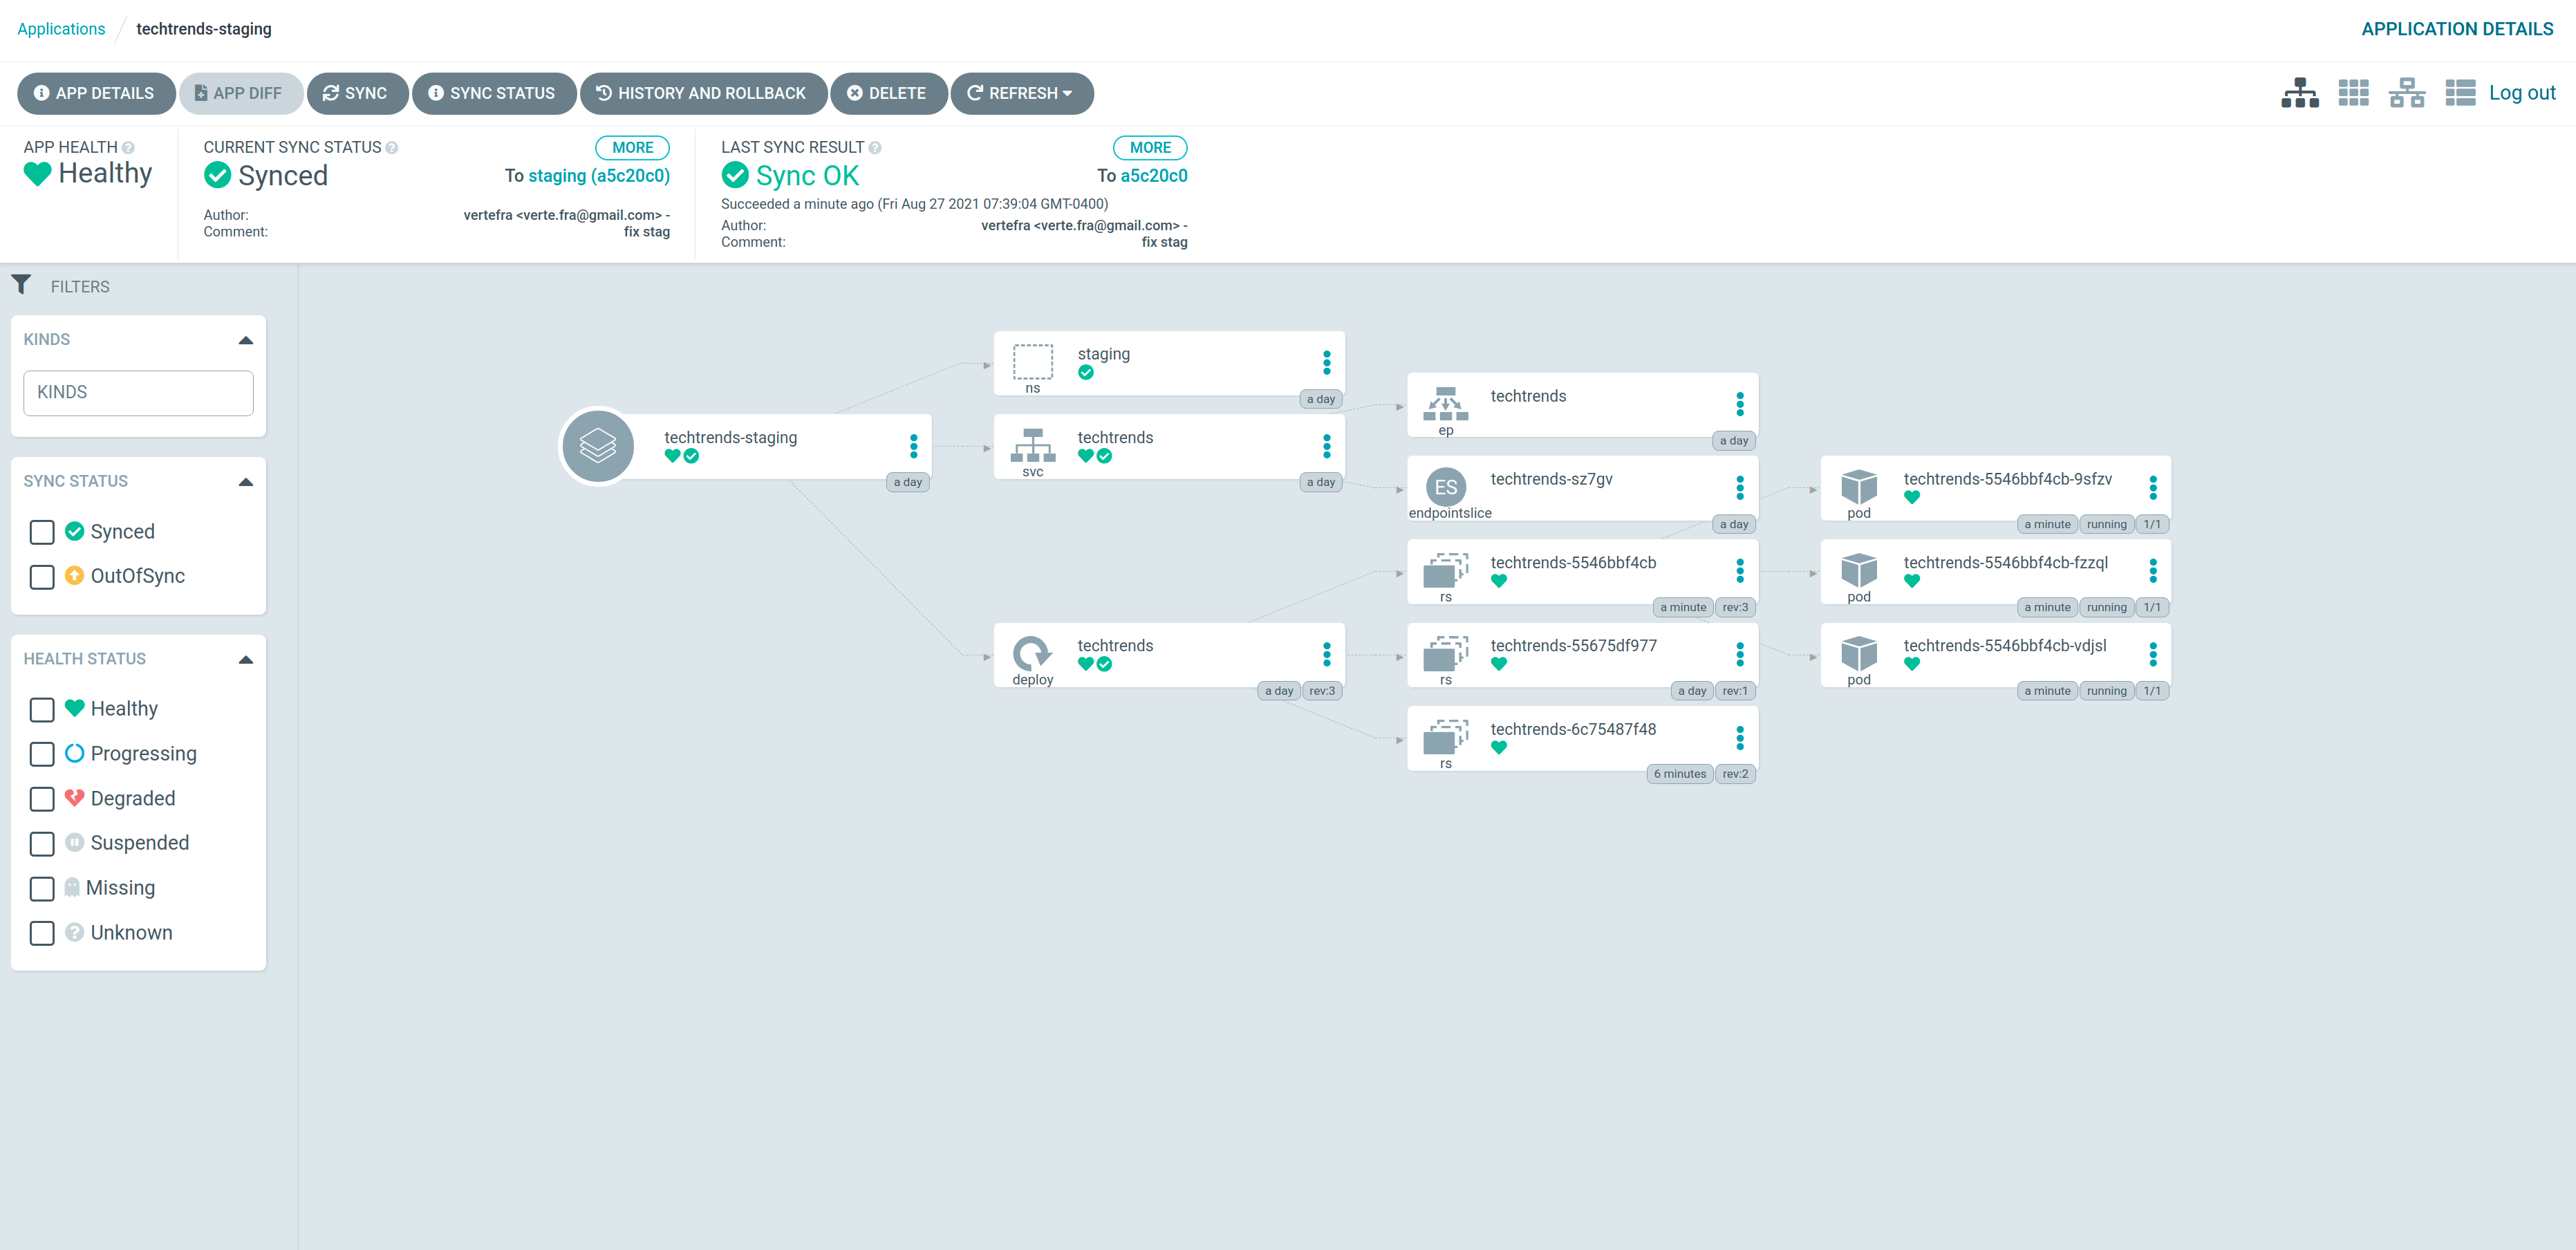 Applications / techtrends-staging
APPLICATION DETAILS
APP DETAILS
APP DIFF
SYNC
SYNC STATUS
HISTORY AND ROLLBACK
DELETE
REFRESH
Log out
APP HEALTH
Healthy
CURRENT SYNC STATUS
MORE
Synced
To staging (a5c20c0)
Author: vertefra <verte.fra@gmail.com> -
Comment: fix stag
LAST SYNC RESULT
MORE
Sync OK
To a5c20c0
Succeeded a minute ago (Fri Aug 27 2021 07:39:04 GMT-0400)
Author: vertefra <verte.fra@gmail.com> -
Comment: fix stag
FILTERS
KINDS
KINDS
SYNC STATUS
Synced
OutOfSync
HEALTH STATUS
Healthy
Progressing
Degraded
Suspended
Missing
Unknown
techtrends-staging
a day
staging
ns
a day
techtrends
svc
a day
techtrends
deploy
a day rev:3
techtrends
ep
a day
ES
techtrends-sz7gv
endpointslice
a day
techtrends-5546bbf4cb
rs
a minute rev:3
techtrends-55675df977
rs
a day rev:1
techtrends-6c75487f48
rs
6 minutes rev:2
techtrends-5546bbf4cb-9sfzv
pod
a minute running 1/1
techtrends-5546bbf4cb-fzzql
pod
a minute running 1/1
techtrends-5546bbf4cb-vdjsl
pod
a minute running 1/1